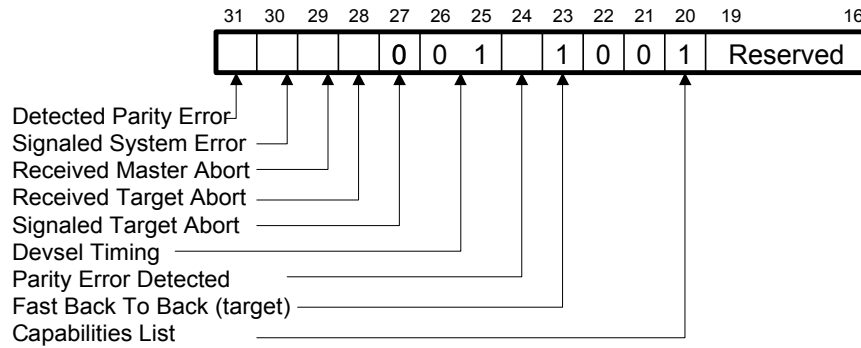 31 30 29 28 27 26 25 24 23 22 21 20 19 16
0 0 1 1 0 0 1 Reserved
Detected Parity Error
Signaled System Error
Received Master Abort
Received Target Abort
Signaled Target Abort
Devsel Timing
Parity Error Detected
Fast Back To Back (target)
Capabilities List